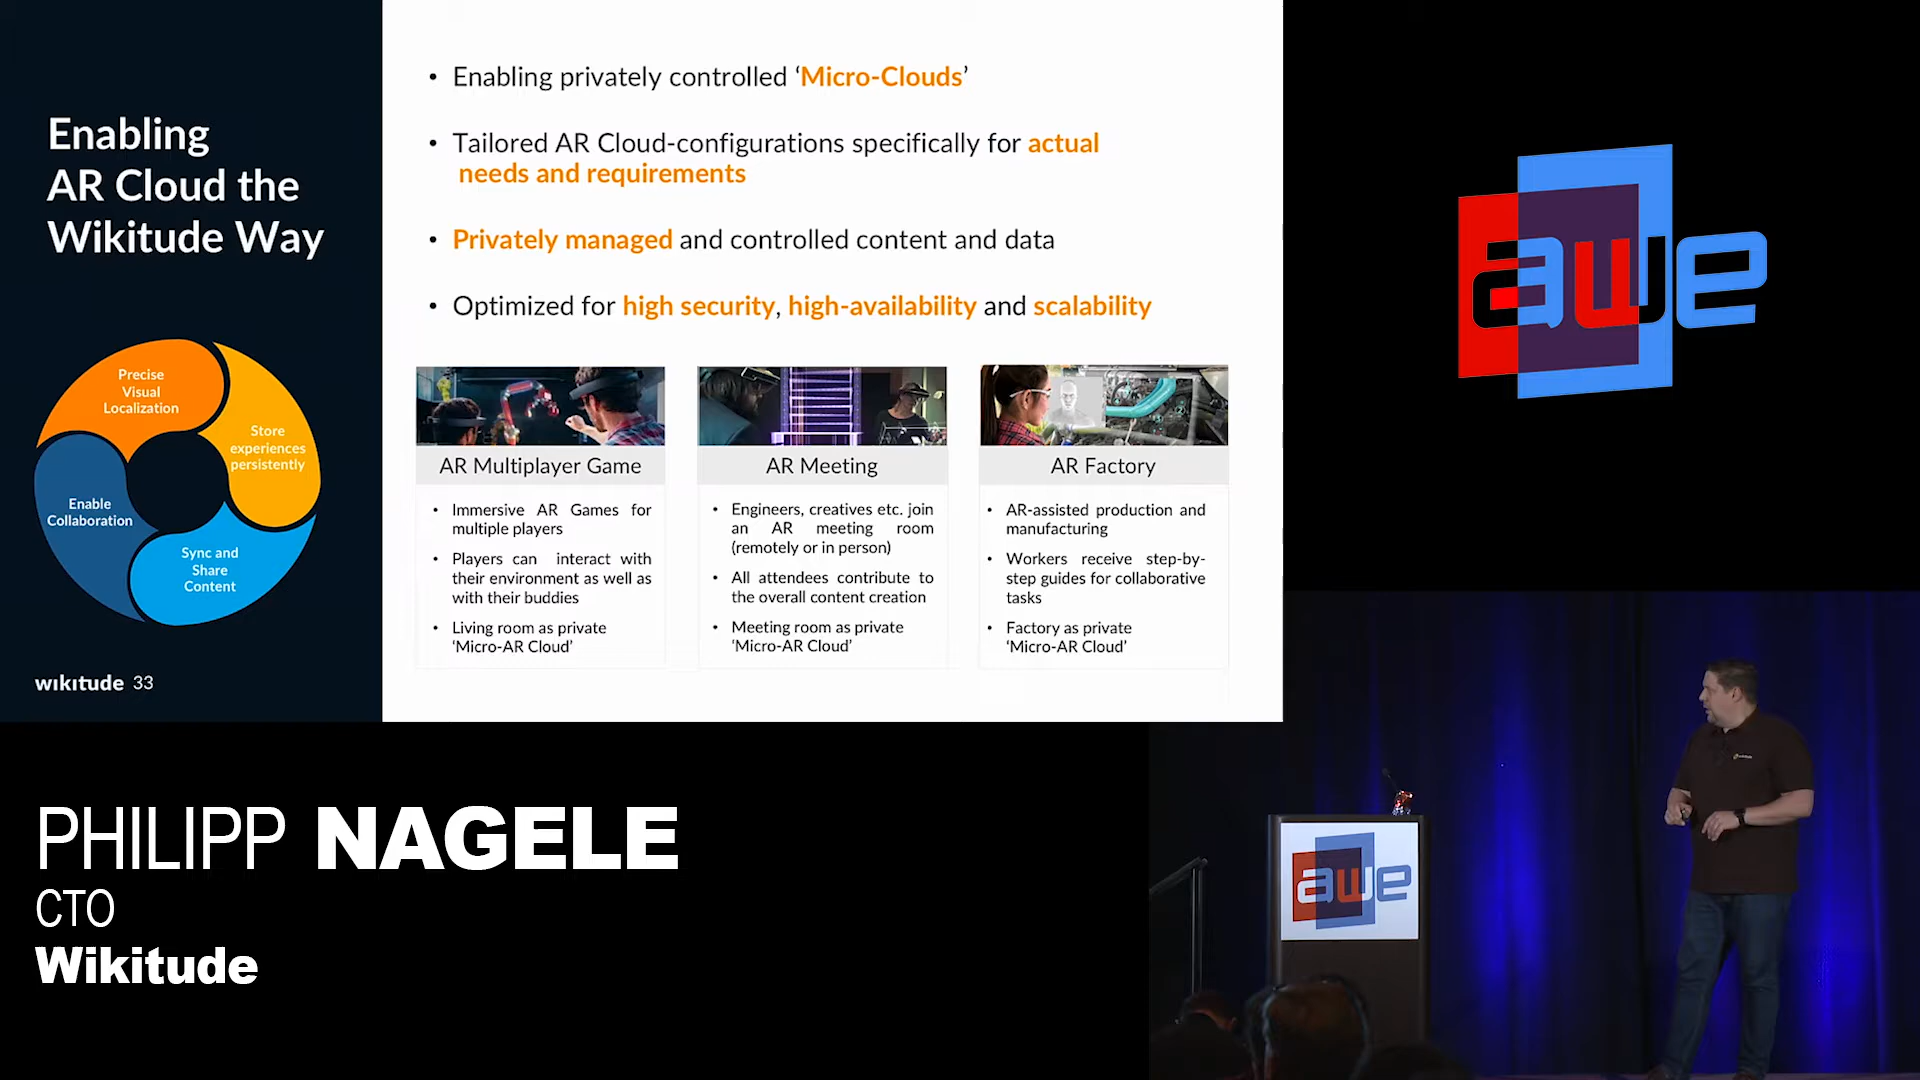 Enabling
AR Cloud the
Wikitude Way
Precise
Visual
Localization
Store
experiences
persistently
Enable
Collaboration
Sync and
Share
Content
wikitude 33
• Enabling privately controlled ‘Micro-Clouds’
• Tailored AR Cloud-configurations specifically for actual
needs and requirements
• Privately managed and controlled content and data
• Optimized for high security, high-availability and scalability
AR Multiplayer Game
• Immersive AR Games for
multiple players
• Players can interact with
their environment as well as
with their buddies
• Living room as private
‘Micro-AR Cloud’
AR Meeting
• Engineers, creatives etc. join
an AR meeting room
(remotely or in person)
• All attendees contribute to
the overall content creation
• Meeting room as private
‘Micro-AR Cloud’
AR Factory
• AR-assisted production and
manufacturing
• Workers receive step-by-
step guides for collaborative
tasks
• Factory as private
‘Micro-AR Cloud’
awe
PHILIPP NAGELE
CTO
Wikitude
awe